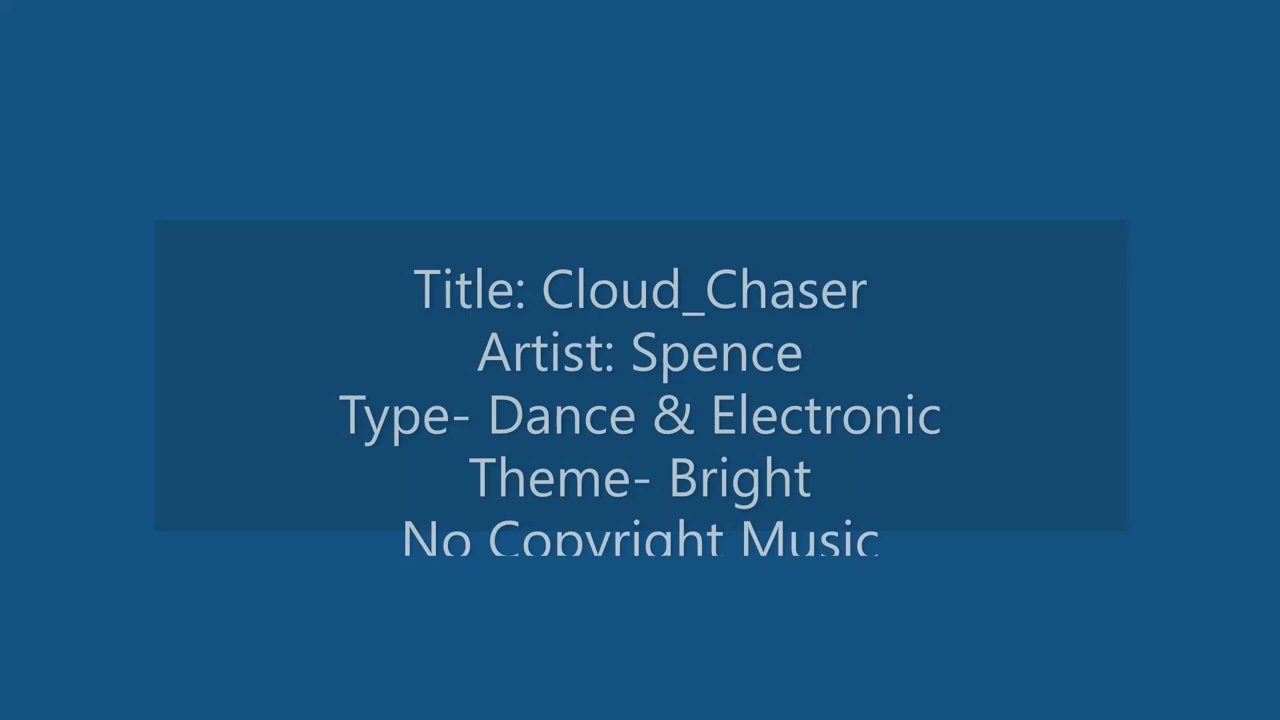 Title: Cloud_Chaser
Artist: Spence
Type- Dance & Electronic
Theme- Bright
No Copyright Music